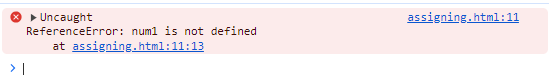 Uncaught assigning.html:11
ReferenceError: num1 is not defined
at assigning.html:11:13